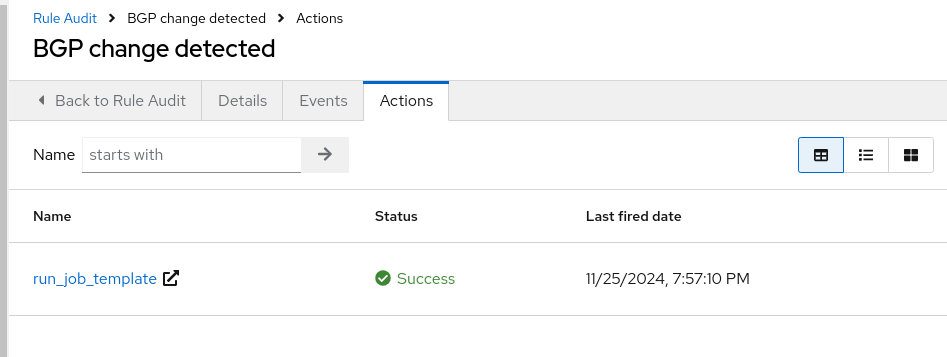 Rule Audit > BGP change detected > Actions
BGP change detected
Back to Rule Audit Details Events Actions
Name starts with
Name Status Last fired date
run_job_template Success 11/25/2024, 7:57:10 PM